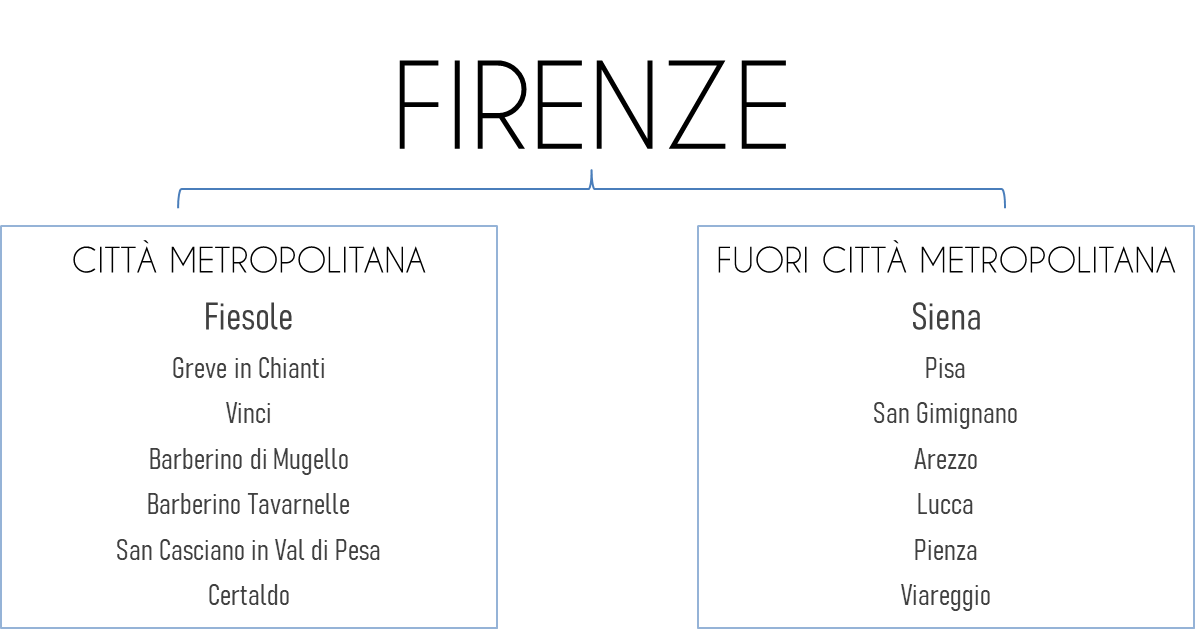 FIRENZE
CITTÀ METROPOLITANA
Fiesole
Greve in Chianti
Vinci
Barberino di Mugello
Barberino Tavarnelle
San Casciano in Val di Pesa
Certaldo
FUORI CITTÀ METROPOLITANA
Siena
Pisa
San Gimignano
Arezzo
Lucca
Pienza
Viareggio